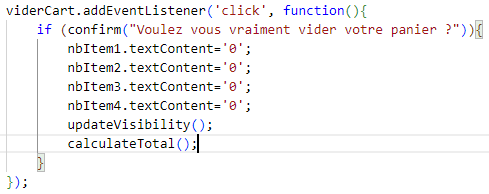 viderCart.addEventListener('click', function(){
    if (confirm("Voulez vous vraiment vider votre panier ?")){
        nbItem1.textContent='0';
        nbItem2.textContent='0';
        nbItem3.textContent='0';
        nbItem4.textContent='0';
        updateVisibility();
        calculateTotal();
    }
});